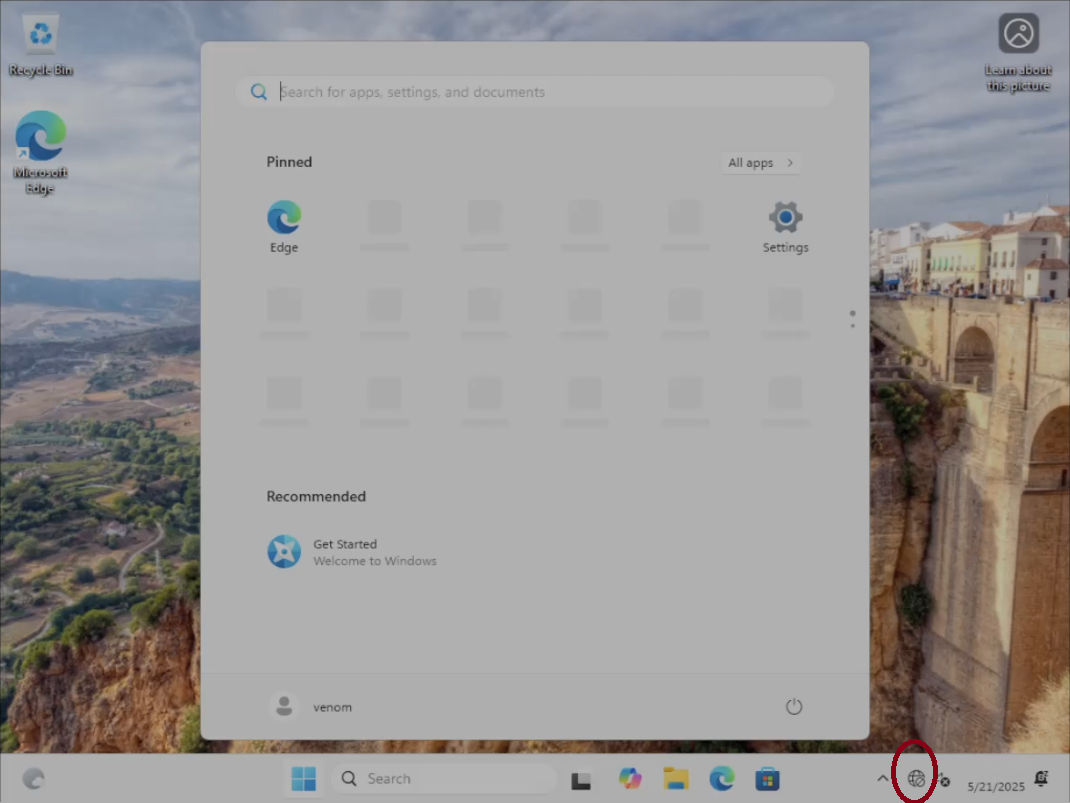 Recycle Bin
Learn about
this picture
Microsoft
Edge
Search for apps, settings, and documents
Pinned
All apps
Edge
Settings
Recommended
Get Started
Welcome to Windows
venom
Search
5/21/2025